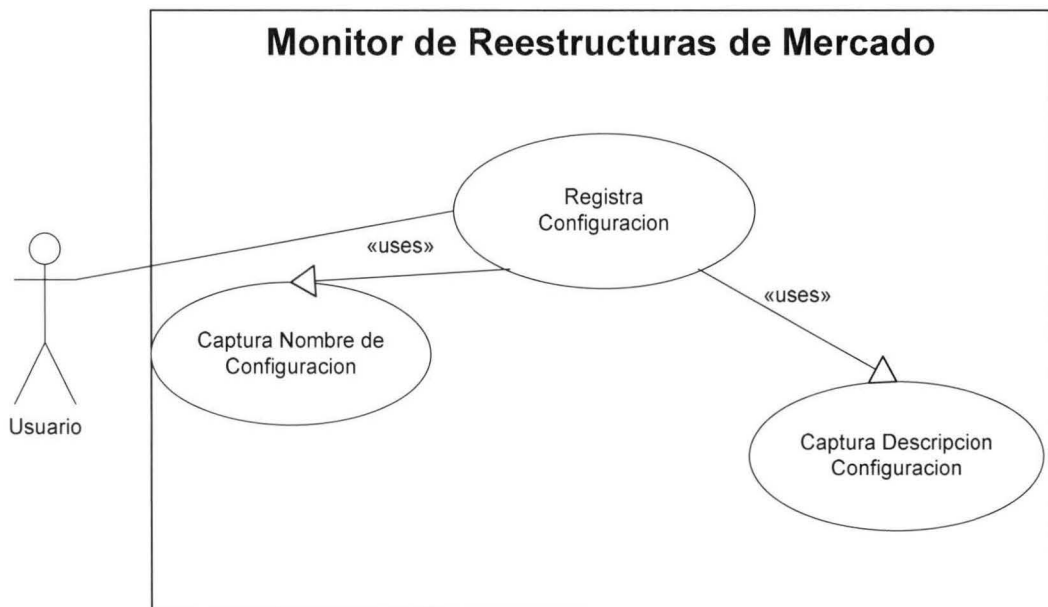 Monitor de Reestructuras de Mercado
Registra
Configuracion
«uses»
«uses»
Captura Nombre de
Configuracion
Usuario
Captura Descripcion
Configuracion